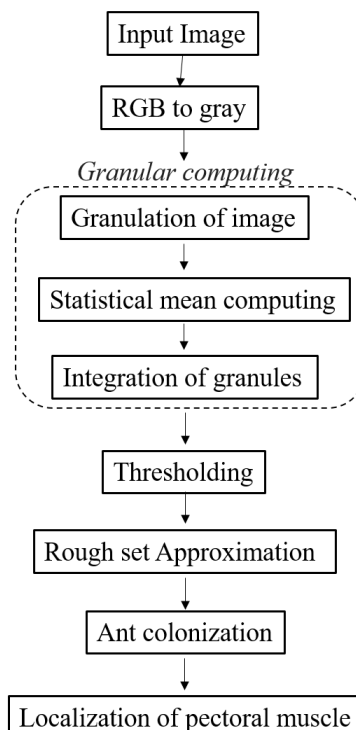 Input Image
RGB to gray
Granular computing
Granulation of image
Statistical mean computing
Integration of granules
Thresholding
Rough set Approximation
Ant colonization
Localization of pectoral muscle